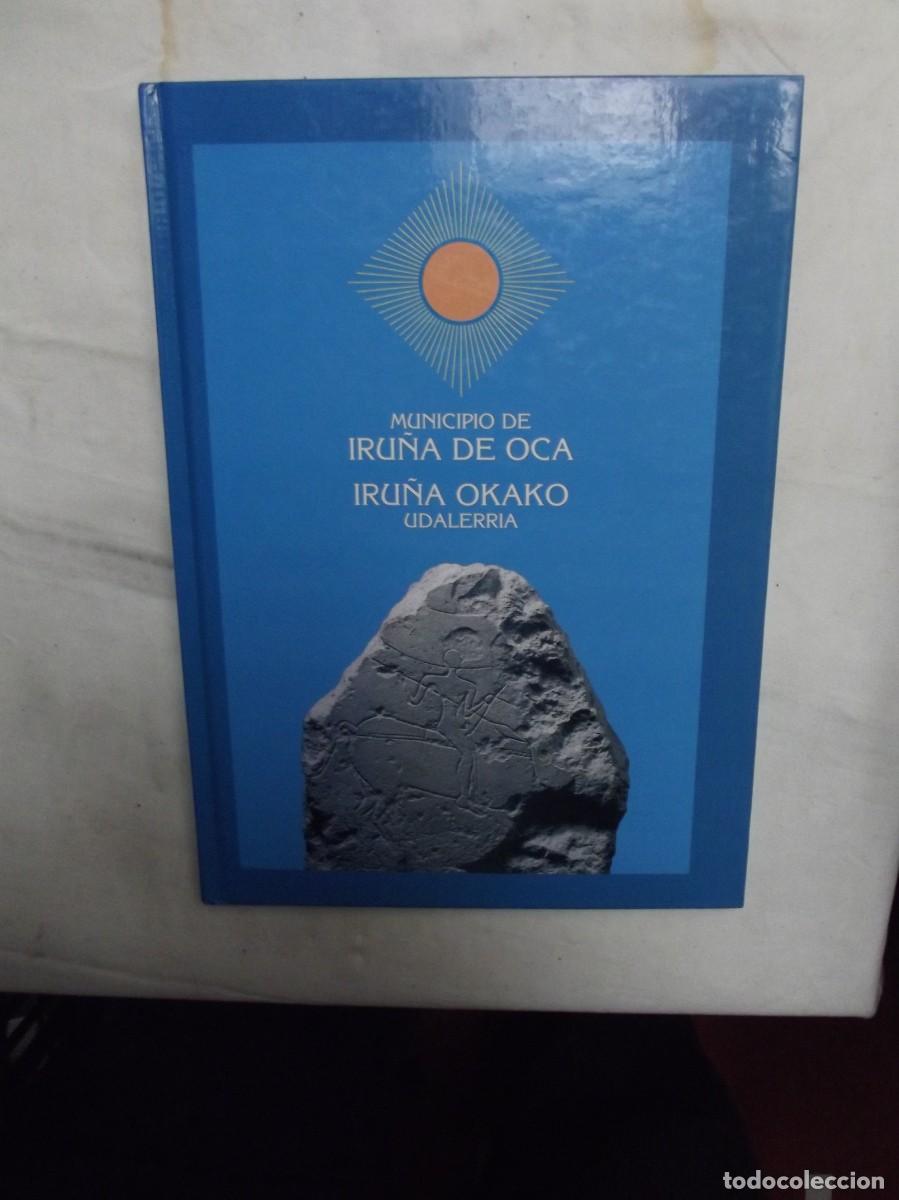 MUNICIPIO DE
IRUÑA DE OCA
IRUÑA OKAKO
UDALERRIA
todocoleccion